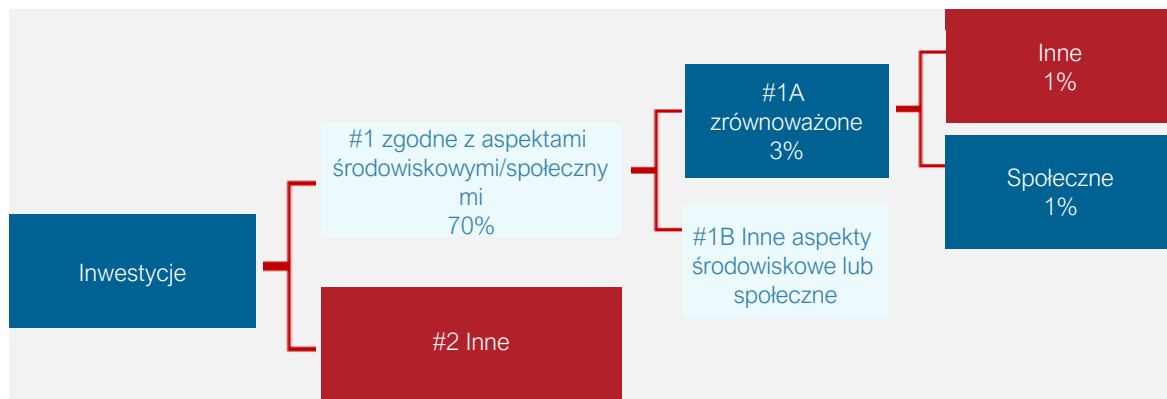 Inwestycje
#1 zgodne z aspektami
środowiskowymi/społeczny
mi
70%
#2 Inne
#1A
zrównoważone
3%
#1B Inne aspekty
środowiskowe lub
społeczne
Inne
1%
Społeczne
1%